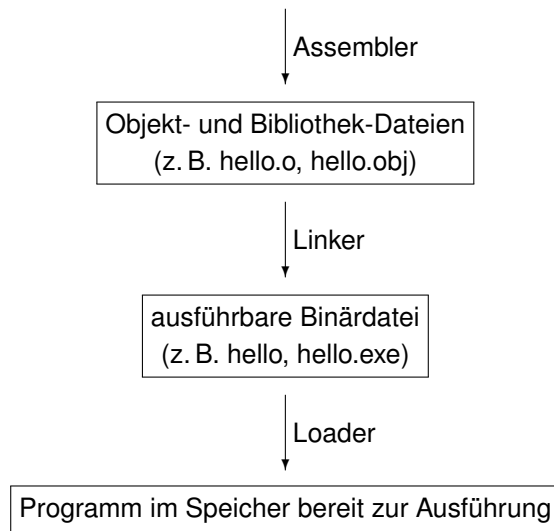 Assembler
Objekt- und Bibliothek-Dateien
(z. B. hello.o, hello.obj)
Linker
ausführbare Binärdatei
(z. B. hello, hello.exe)
Loader
Programm im Speicher bereit zur Ausführung